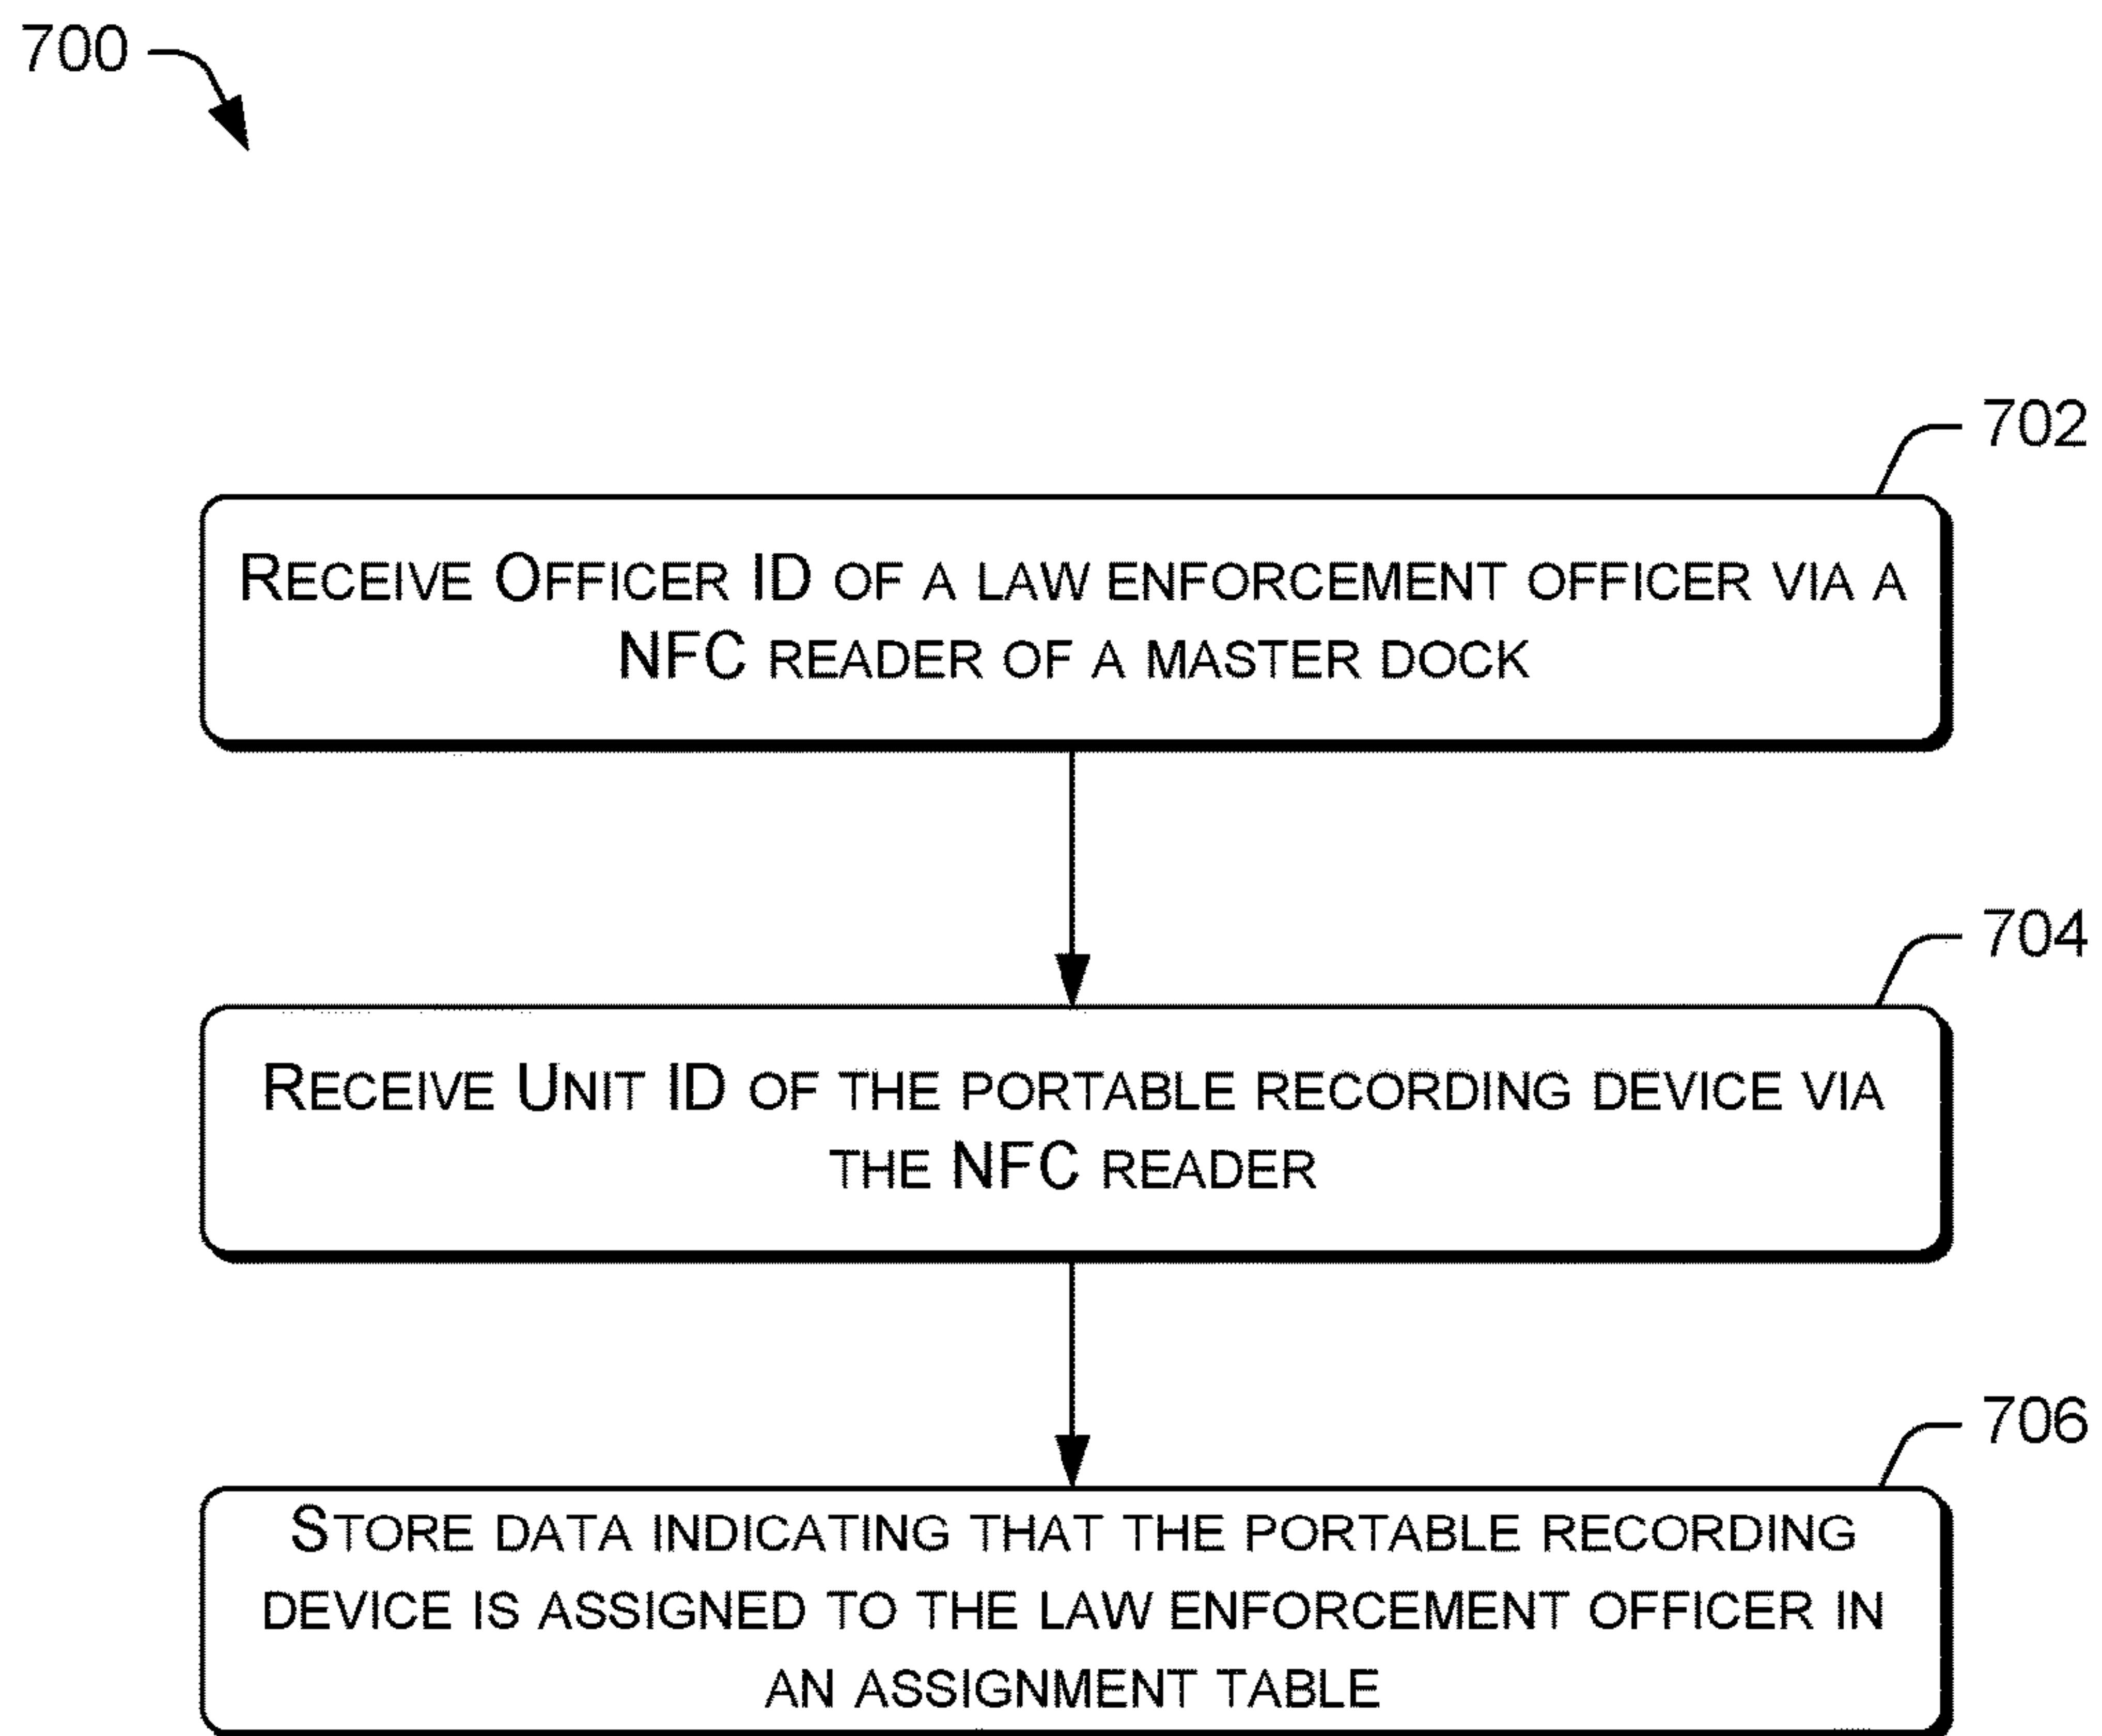 700
702
RECEIVE OFFICER ID OF A LAW ENFORCEMENT OFFICER VIA A
NFC READER OF A MASTER DOCK
704
RECEIVE UNIT ID OF THE PORTABLE RECORDING DEVICE VIA
THE NFC READER
706
STORE DATA INDICATING THAT THE PORTABLE RECORDING
DEVICE IS ASSIGNED TO THE LAW ENFORCEMENT OFFICER IN
AN ASSIGNMENT TABLE